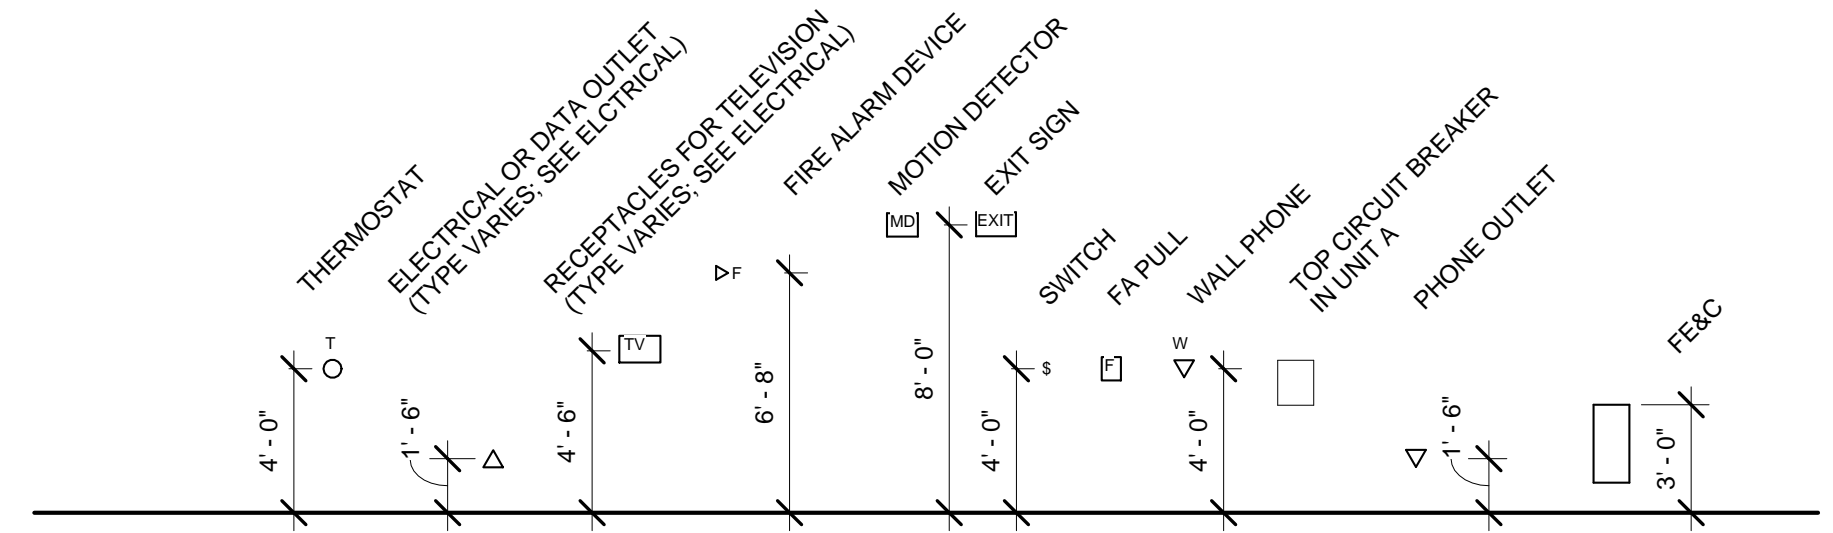 THERMOSTAT
ELECTRICAL OR DATA OUTLET
(TYPE VARIES; SEE ELCTRICAL)
RECEPTACLES FOR TELEVISION
(TYPE VARIES; SEE ELECTRICAL)
FIRE ALARM DEVICE
MOTION DETECTOR
EXIT SIGN
SWITCH
FA PULL
WALL PHONE
TOP CIRCUIT BREAKER
IN UNIT A
PHONE OUTLET
FE&C
T
TV
F
MD
EXIT
$
F
W
4' - 0"
1' - 6"
4' - 6"
6' - 8"
8' - 0"
4' - 0"
4' - 0"
1' - 6"
3' - 0"